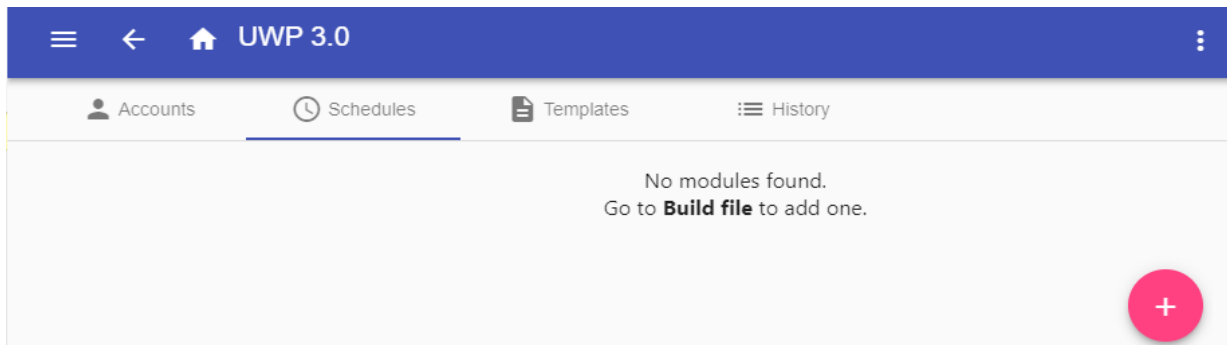 UWP 3.0
Accounts Schedules Templates History
No modules found.
Go to Build file to add one.